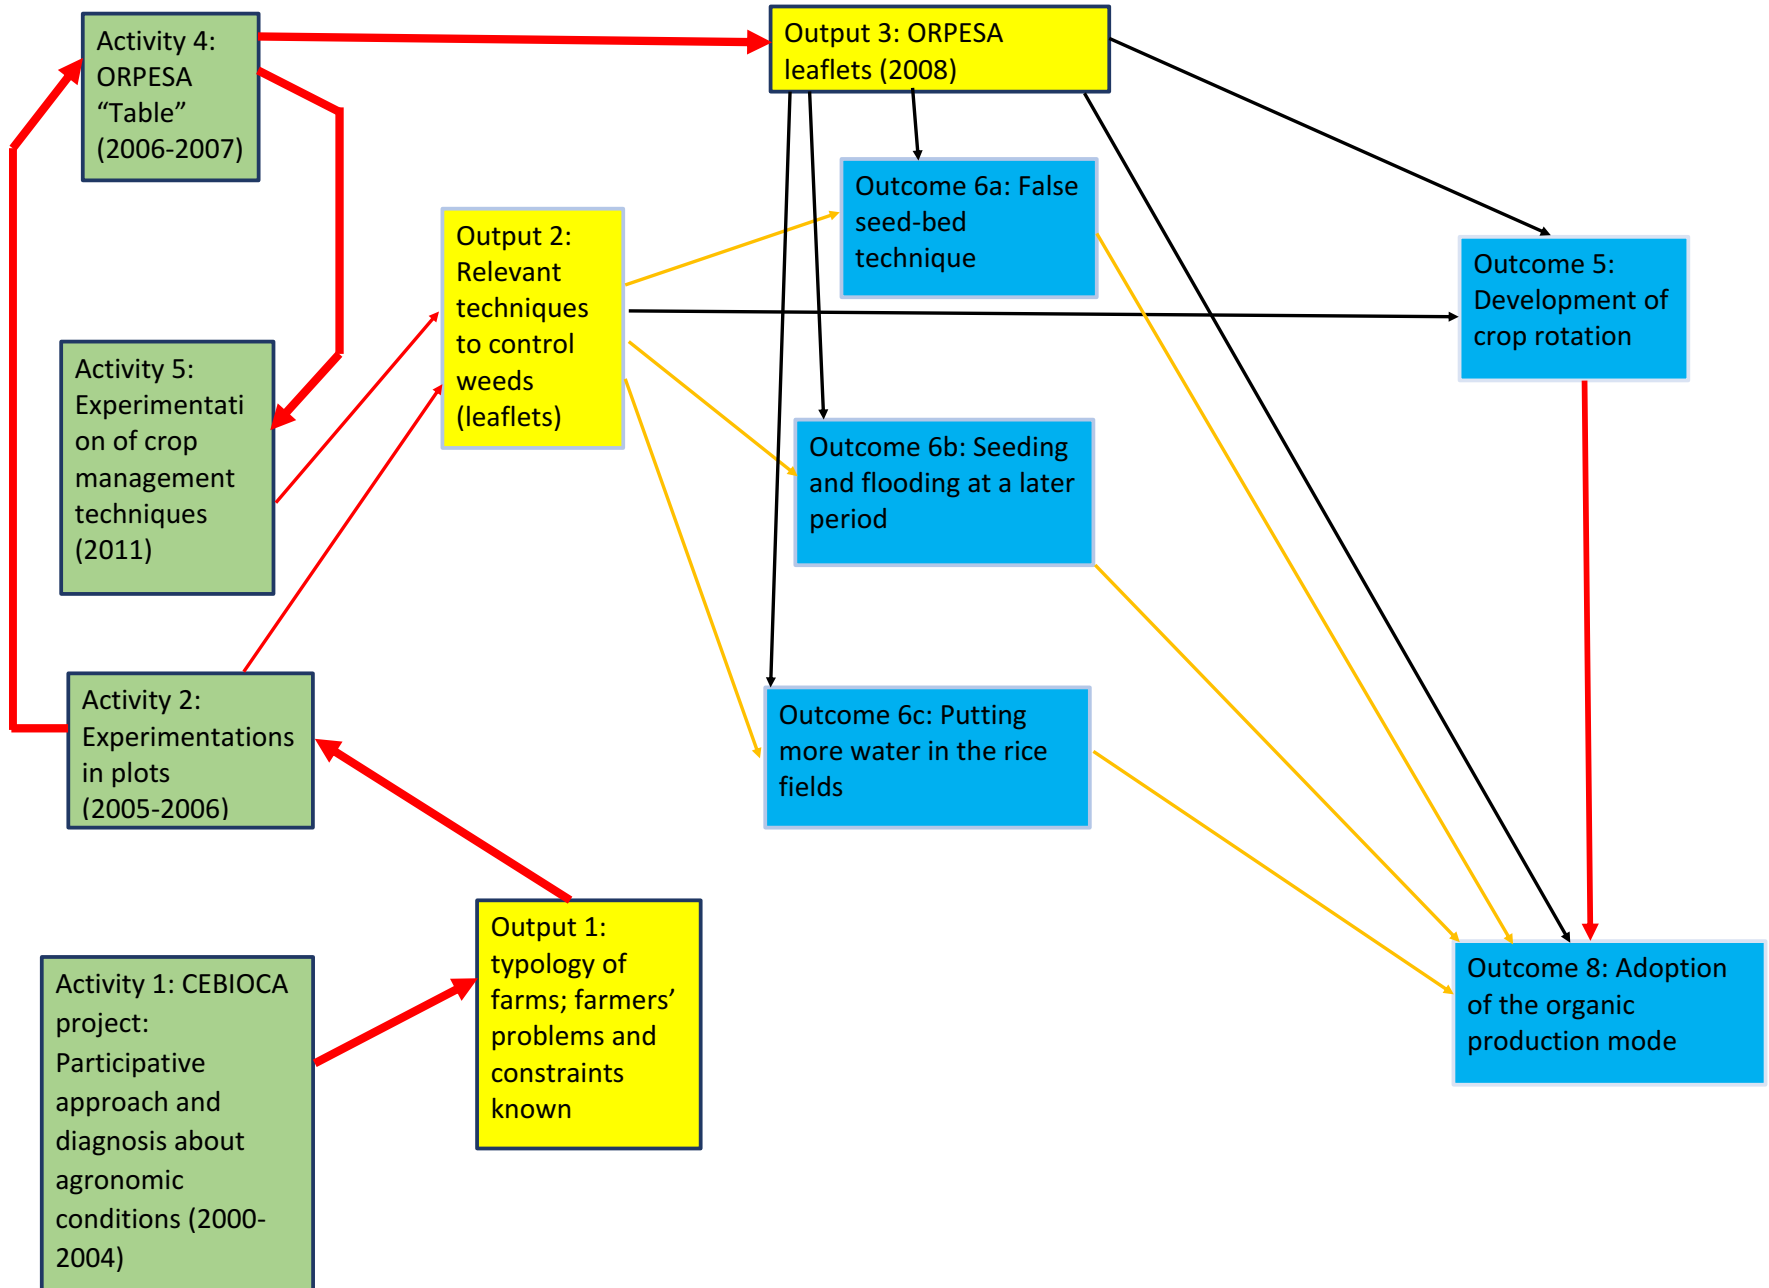 Activity 4:
ORPESA
“Table”
(2006-2007)
Output 3: ORPESA
leaflets (2008)
Outcome 6a: False
seed-bed
technique
Output 2:
Relevant
techniques
to control
weeds
(leaflets)
Outcome 5:
Development of
crop rotation
Activity 5:
Experimentati
on of crop
management
techniques
(2011)
Outcome 6b: Seeding
and flooding at a later
period
Activity 2:
Experimentations
in plots
(2005-2006)
Outcome 6c: Putting
more water in the rice
fields
Output 1:
typology of
farms; farmers’
problems and
constraints
known
Outcome 8: Adoption
of the organic
production mode
Activity 1: CEBIOCA
project:
Participative
approach and
diagnosis about
agronomic
conditions (2000-
2004)